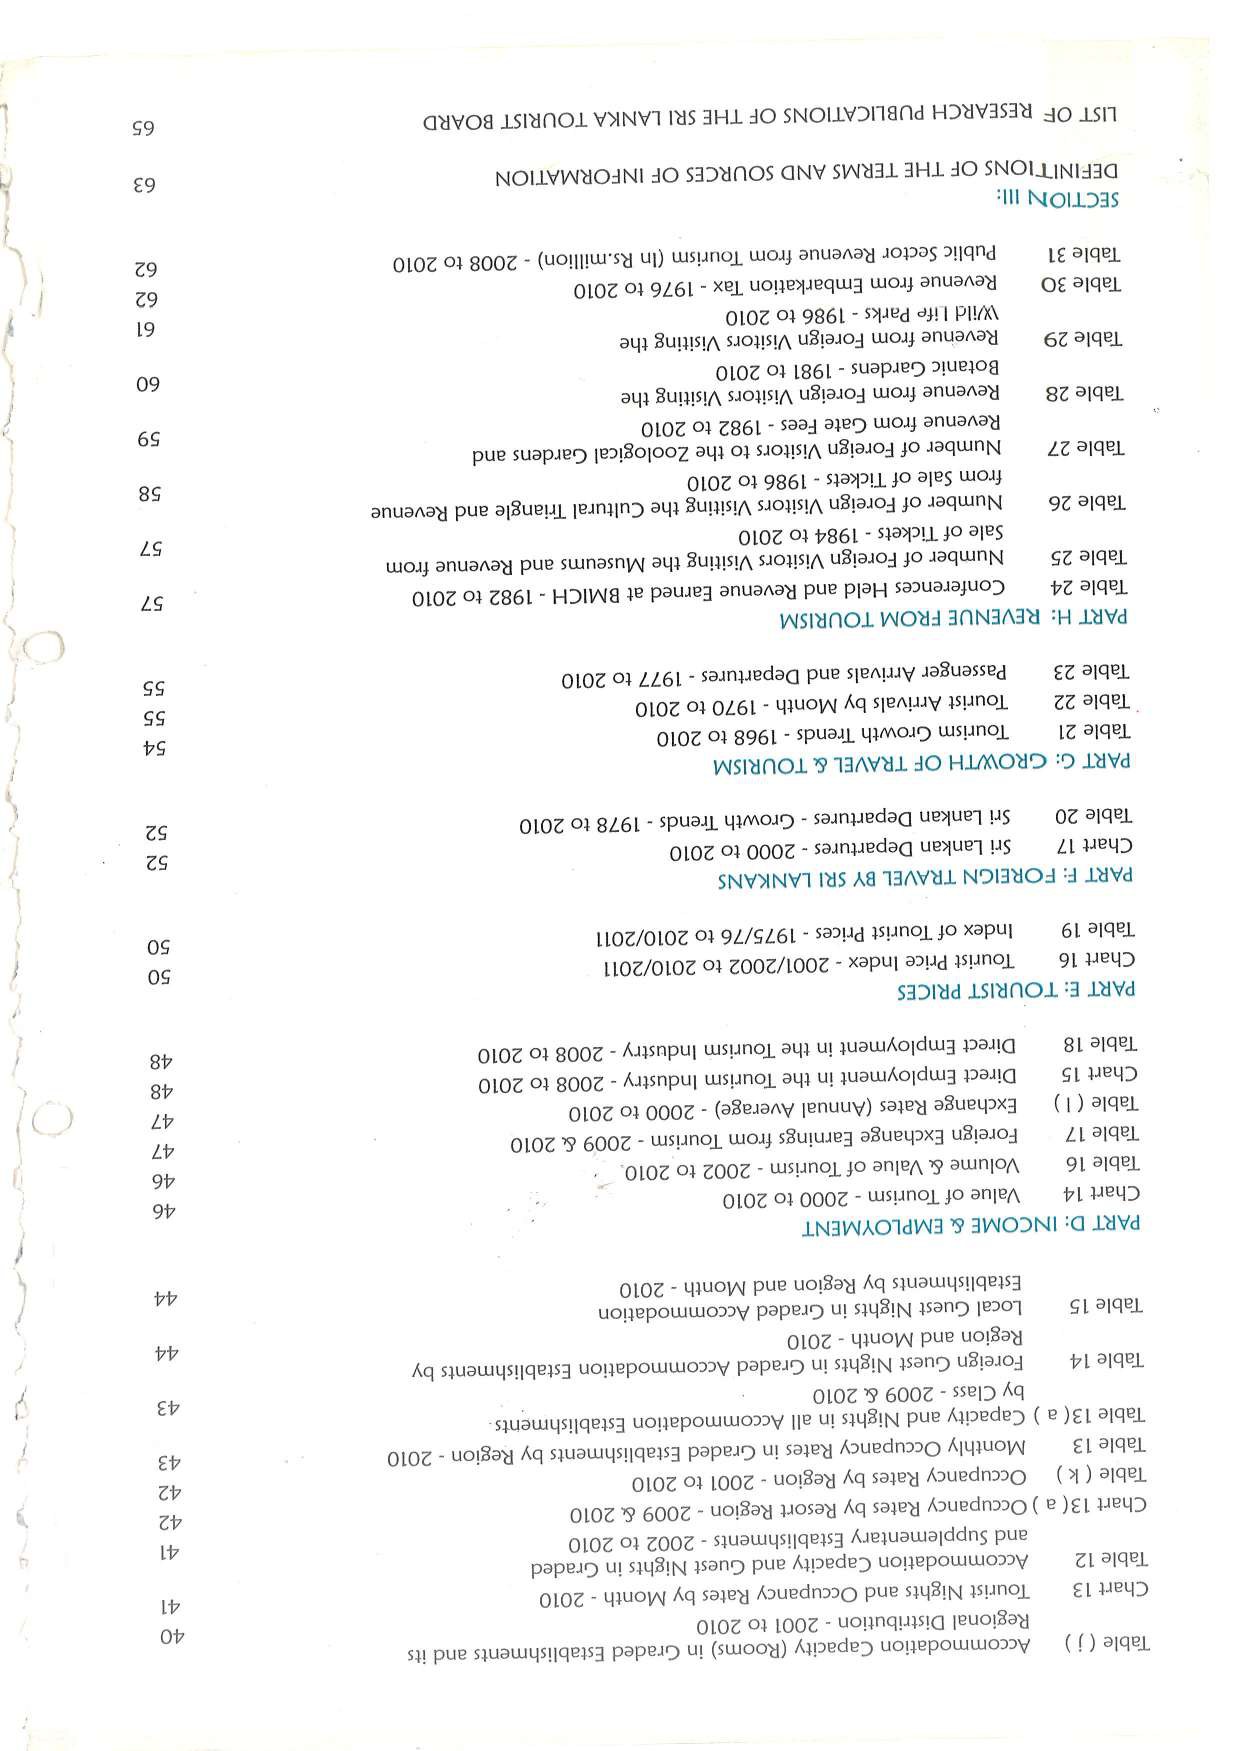 Table ( j ) Accommodation Capacity (Rooms) in Graded Establishments and its
Regional Distribution - 2001 to 2010 40
Chart 13 Tourist Nights and Occupancy Rates by Month - 2010 41
Table 12 Accommodation Capacity and Guest Nights in Graded
and Supplementary Establishments - 2002 to 2010 41
Chart 13( a ) Occupancy Rates by Resort Region - 2009 & 2010 42
Table ( k ) Occupancy Rates by Region - 2001 to 2010 42
Table 13 Monthly Occupancy Rates in Graded Establishments by Region - 2010 43
Table 13( a ) Capacity and Nights in all Accommodation Establishments
by Class - 2009 & 2010 43
Table 14 Foreign Guest Nights in Graded Accommodation Establishments by
Region and Month - 2010 44
Table 15 Local Guest Nights in Graded Accommodation
Establishments by Region and Month - 2010 44
PART D: INCOME & EMPLOYMENT
Chart 14 Value of Tourism - 2000 to 2010 46
Table 16 Volume & Value of Tourism - 2002 to 2010 46
Table 17 Foreign Exchange Earnings from Tourism - 2009 & 2010 47
Table ( l ) Exchange Rates (Annual Average) - 2000 to 2010 47
Chart 15 Direct Employment in the Tourism Industry - 2008 to 2010 48
Table 18 Direct Employment in the Tourism Industry - 2008 to 2010 48
PART E: TOURIST PRICES
Chart 16 Tourist Price Index - 2001/2002 to 2010/2011 50
Table 19 Index of Tourist Prices - 1975/76 to 2010/2011 50
PART F: FOREIGN TRAVEL BY SRI LANKANS
Chart 17 Sri Lankan Departures - 2000 to 2010 52
Table 20 Sri Lankan Departures - Growth Trends - 1978 to 2010 52
PART G: GROWTH OF TRAVEL & TOURISM
Table 21 Tourism Growth Trends - 1968 to 2010 54
Table 22 Tourist Arrivals by Month - 1970 to 2010 55
Table 23 Passenger Arrivals and Departures - 1977 to 2010 55
PART H: REVENUE FROM TOURISM
Table 24 Conferences Held and Revenue Earned at BMICH - 1982 to 2010 57
Table 25 Number of Foreign Visitors Visiting the Museums and Revenue from
Sale of Tickets - 1984 to 2010 57
Table 26 Number of Foreign Visitors Visiting the Cultural Triangle and Revenue
from Sale of Tickets - 1986 to 2010 58
Table 27 Number of Foreign Visitors to the Zoological Gardens and
Revenue from Gate Fees - 1982 to 2010 59
Table 28 Revenue from Foreign Visitors Visiting the
Botanic Gardens - 1981 to 2010 60
Table 29 Revenue from Foreign Visitors Visiting the
Wild Life Parks - 1986 to 2010 61
Table 30 Revenue from Embarkation Tax - 1976 to 2010 62
Table 31 Public Sector Revenue from Tourism (In Rs.million) - 2008 to 2010 62
SECTION III:
DEFINITIONS OF THE TERMS AND SOURCES OF INFORMATION 63
LIST OF RESEARCH PUBLICATIONS OF THE SRI LANKA TOURIST BOARD 65